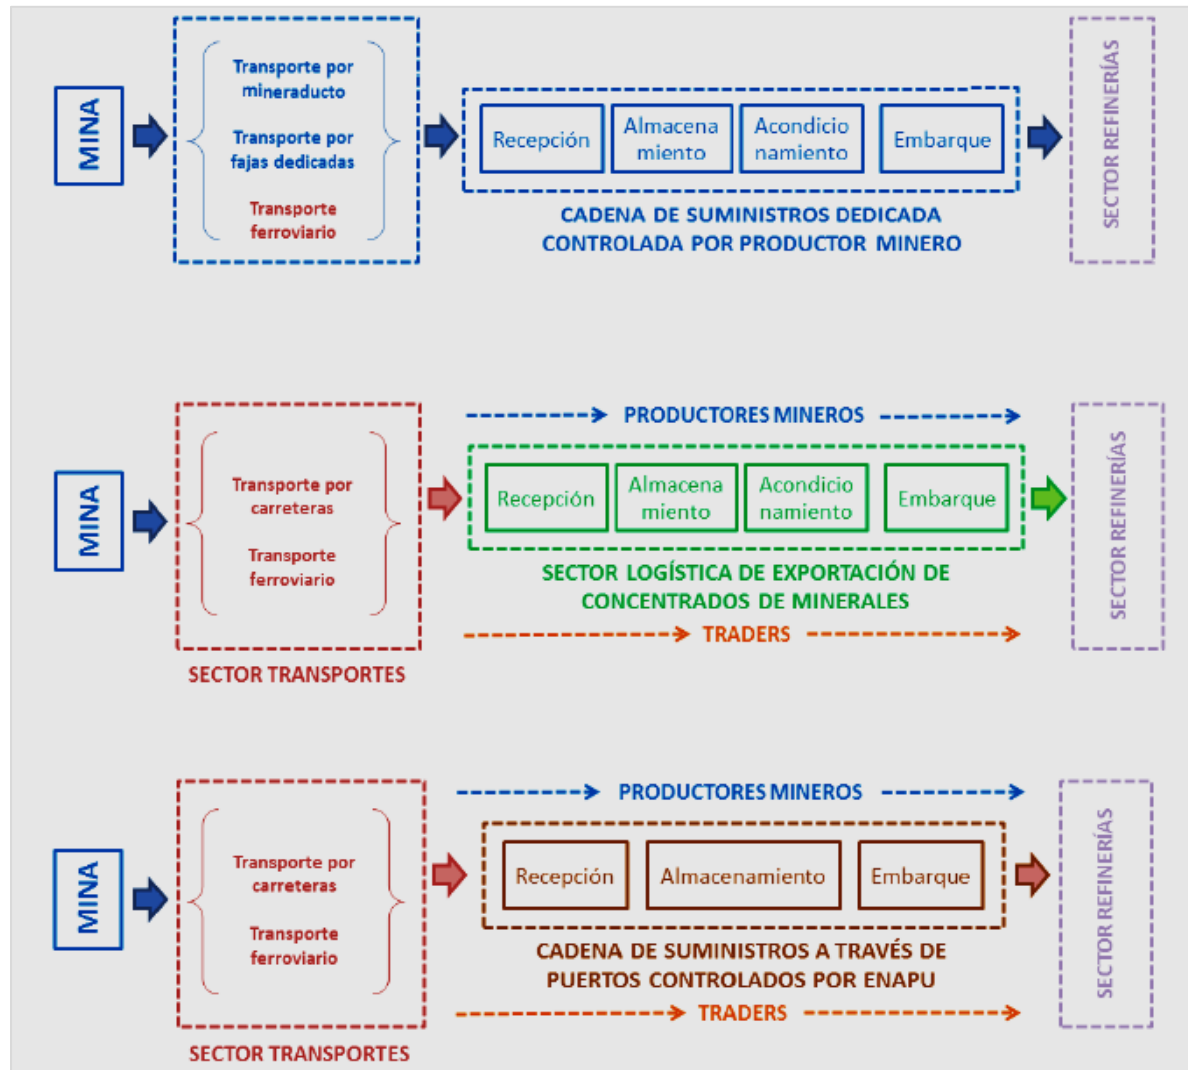 MINA
Transporte por
mineraducto
Transporte por
fajas dedicadas
Transporte
ferroviario
Recepción
Almacena
miento
Acondicio
namiento
Embarque
CADENA DE SUMINISTROS DEDICADA
CONTROLADA POR PRODUCTOR MINERO
SECTOR REFINERÍAS
MINA
Transporte por
carreteras
Transporte
ferroviario
SECTOR TRANSPORTES
PRODUCTORES MINEROS
Recepción
Almacena
miento
Acondicio
namiento
Embarque
SECTOR LOGÍSTICA DE EXPORTACIÓN DE
CONCENTRADOS DE MINERALES
TRADERS
SECTOR REFINERÍAS
MINA
Transporte por
carreteras
Transporte
ferroviario
SECTOR TRANSPORTES
PRODUCTORES MINEROS
Recepción
Almacenamiento
Embarque
CADENA DE SUMINISTROS A TRAVÉS DE
PUERTOS CONTROLADOS POR ENAPU
TRADERS
SECTOR REFINERÍAS